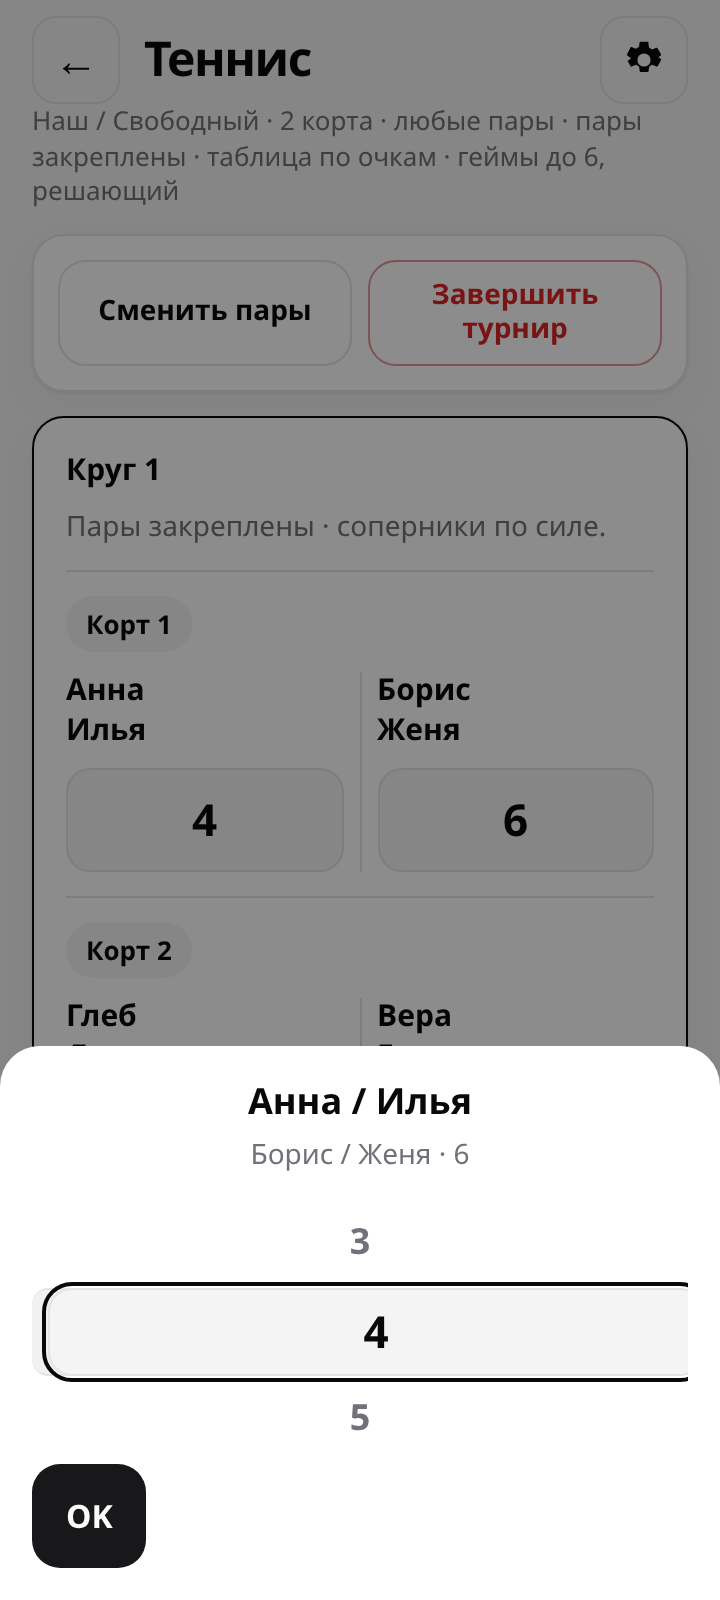 ←
Теннис
Наш / Свободный · 2 корта · любые пары · пары
закреплены · таблица по очкам · геймы до 6,
решающий
Сменить пары
Завершить
турнир
Круг 1
Пары закреплены · соперники по силе.
Корт 1
Анна
Илья
Борис
Женя
4
6
Корт 2
Глеб
Вера
Анна / Илья
Борис / Женя · 6
3
4
5
OK